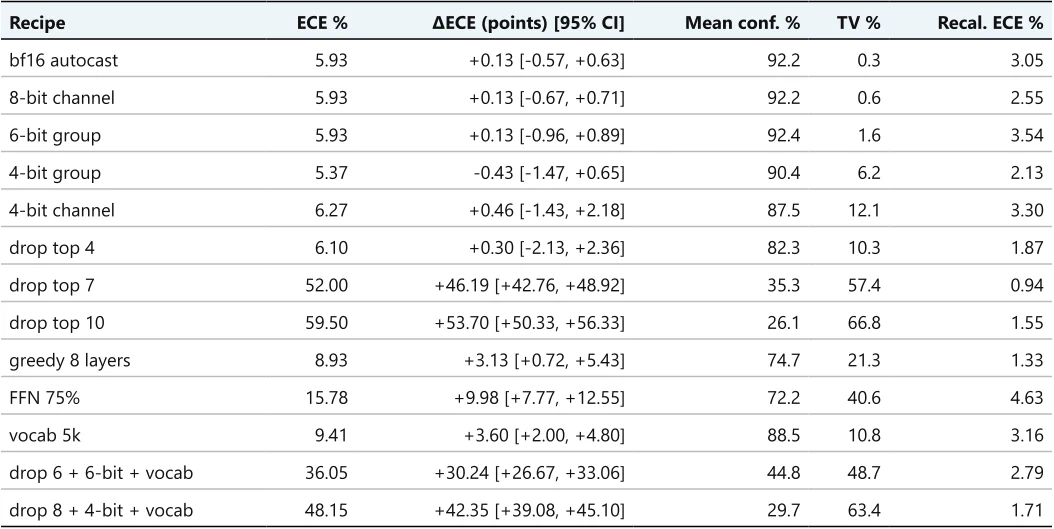 Recipe ECE % ΔECE (points) [95% CI] Mean conf. % TV % Recal. ECE %
bf16 autocast 5.93 +0.13 [-0.57, +0.63] 92.2 0.3 3.05
8-bit channel 5.93 +0.13 [-0.67, +0.71] 92.2 0.6 2.55
6-bit group 5.93 +0.13 [-0.96, +0.89] 92.4 1.6 3.54
4-bit group 5.37 -0.43 [-1.47, +0.65] 90.4 6.2 2.13
4-bit channel 6.27 +0.46 [-1.43, +2.18] 87.5 12.1 3.30
drop top 4 6.10 +0.30 [-2.13, +2.36] 82.3 10.3 1.87
drop top 7 52.00 +46.19 [+42.76, +48.92] 35.3 57.4 0.94
drop top 10 59.50 +53.70 [+50.33, +56.33] 26.1 66.8 1.55
greedy 8 layers 8.93 +3.13 [+0.72, +5.43] 74.7 21.3 1.33
FFN 75% 15.78 +9.98 [+7.77, +12.55] 72.2 40.6 4.63
vocab 5k 9.41 +3.60 [+2.00, +4.80] 88.5 10.8 3.16
drop 6 + 6-bit + vocab 36.05 +30.24 [+26.67, +33.06] 44.8 48.7 2.79
drop 8 + 4-bit + vocab 48.15 +42.35 [+39.08, +45.10] 29.7 63.4 1.71